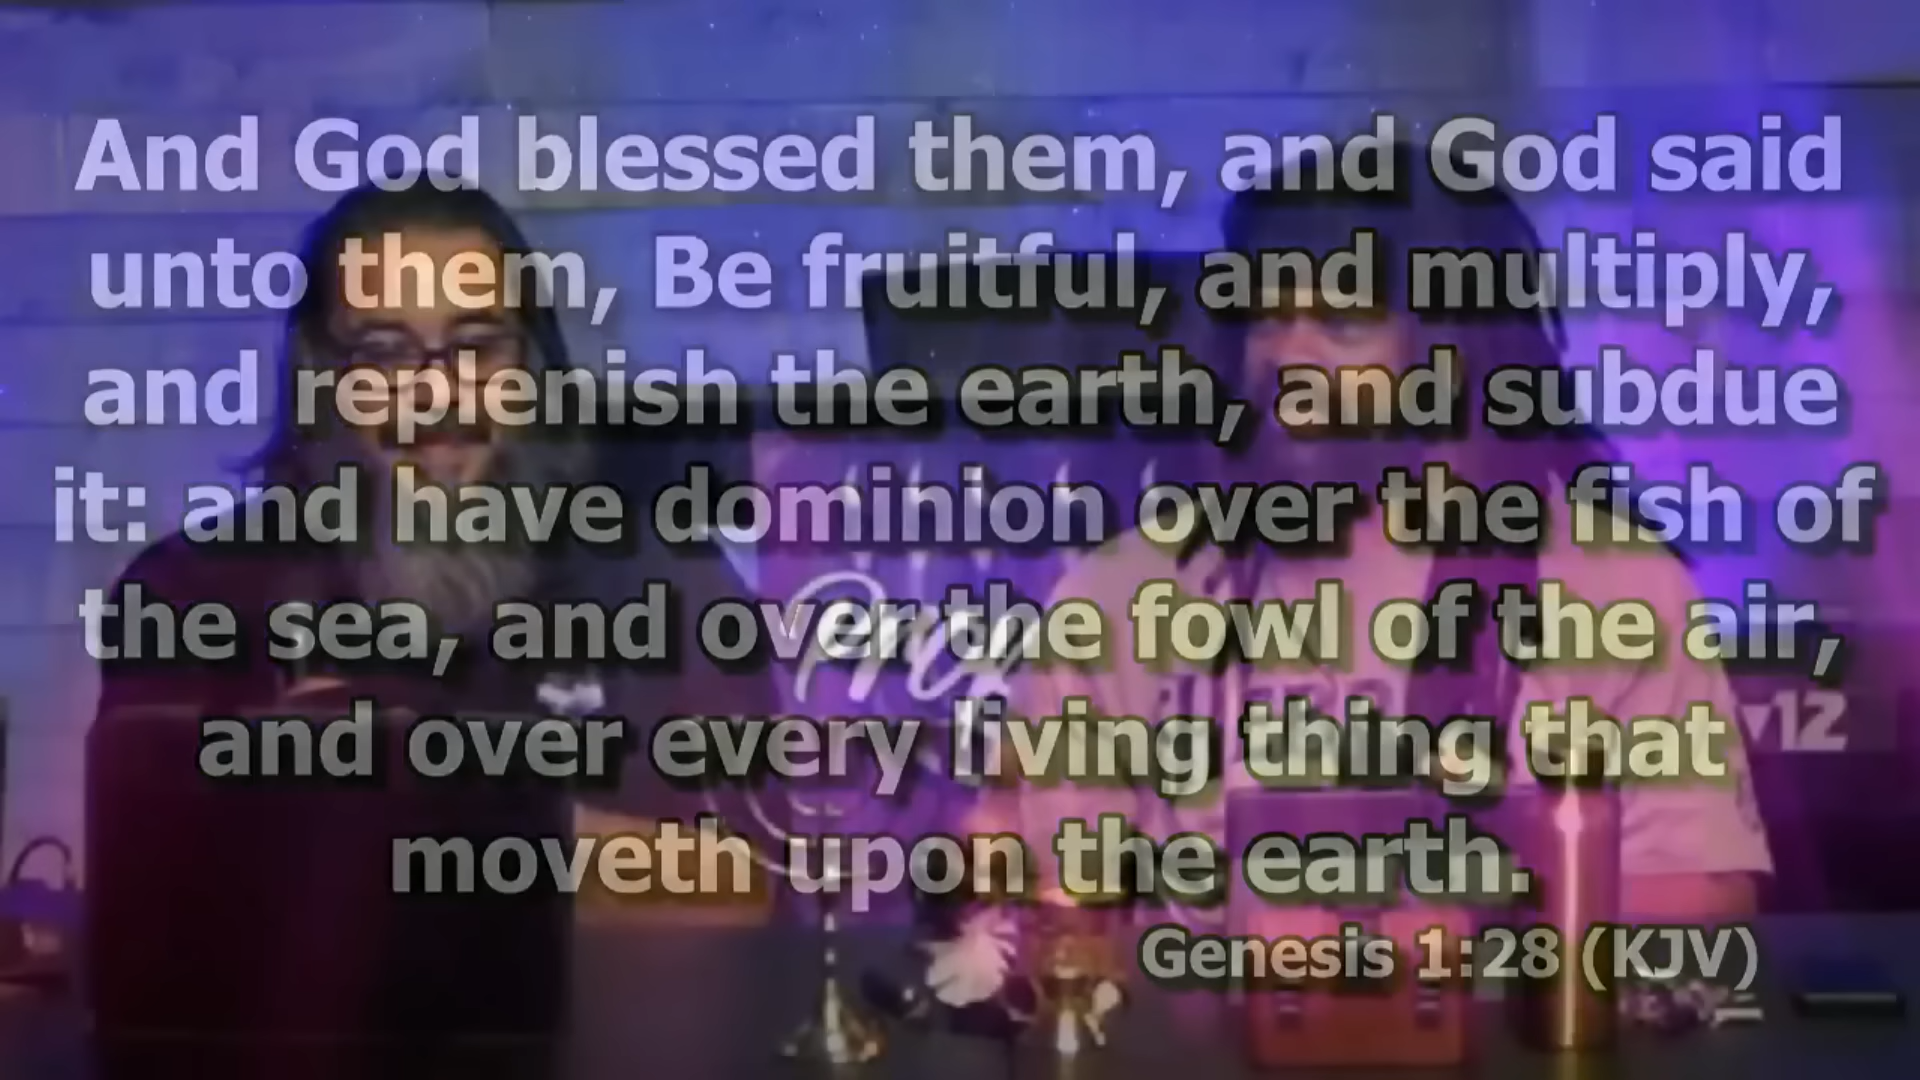 And God blessed them, and God said
unto them, Be fruitful, and multiply,
and replenish the earth, and subdue
it: and have dominion over the fish of
the sea, and over the fowl of the air,
and over every living thing that
moveth upon the earth.
Genesis 1:28 (KJV)
v12